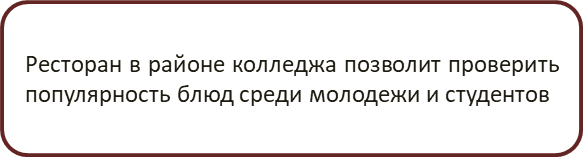 Ресторан в районе колледжа позволит проверить
популярность блюд среди молодежи и студентов